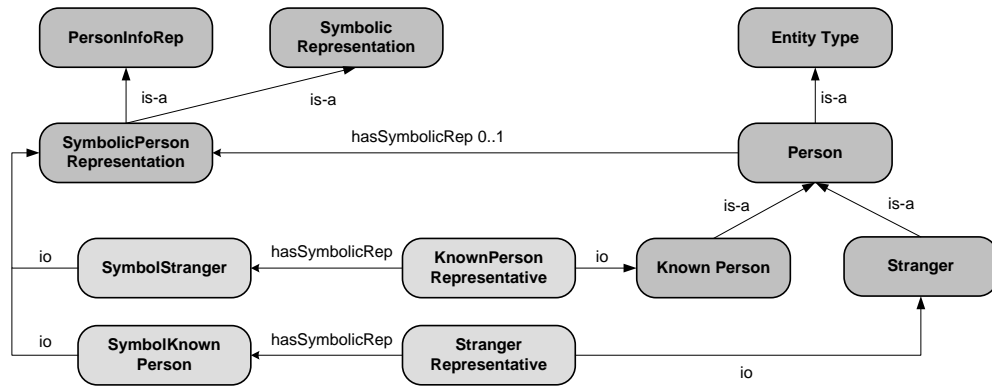 PersonInfoRep
Symbolic
Representation
Entity Type
is-a
is-a
is-a
SymbolicPerson
Representation
hasSymbolicRep 0..1
Person
is-a
is-a
io
SymbolStranger
hasSymbolicRep
KnownPerson
Representative
io
Known Person
Stranger
io
SymbolKnown
Person
hasSymbolicRep
Stranger
Representative
io